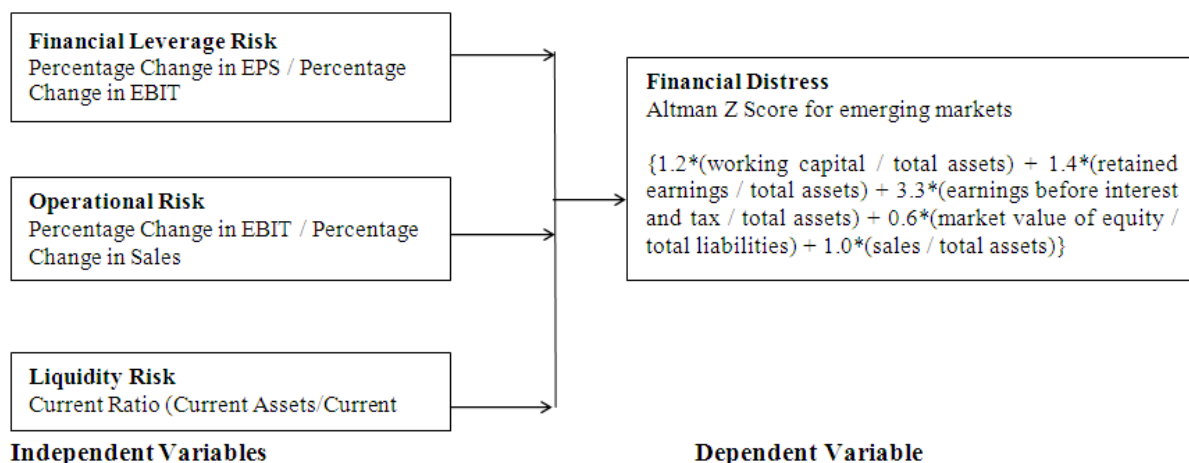 Financial Leverage Risk
Percentage Change in EPS / Percentage
Change in EBIT
Operational Risk
Percentage Change in EBIT / Percentage
Change in Sales
Liquidity Risk
Current Ratio (Current Assets/Current
Independent Variables
Financial Distress
Altman Z Score for emerging markets
{1.2*(working capital / total assets) + 1.4*(retained
earnings / total assets) + 3.3*(earnings before interest
and tax / total assets) + 0.6*(market value of equity /
total liabilities) + 1.0*(sales / total assets)}
Dependent Variable